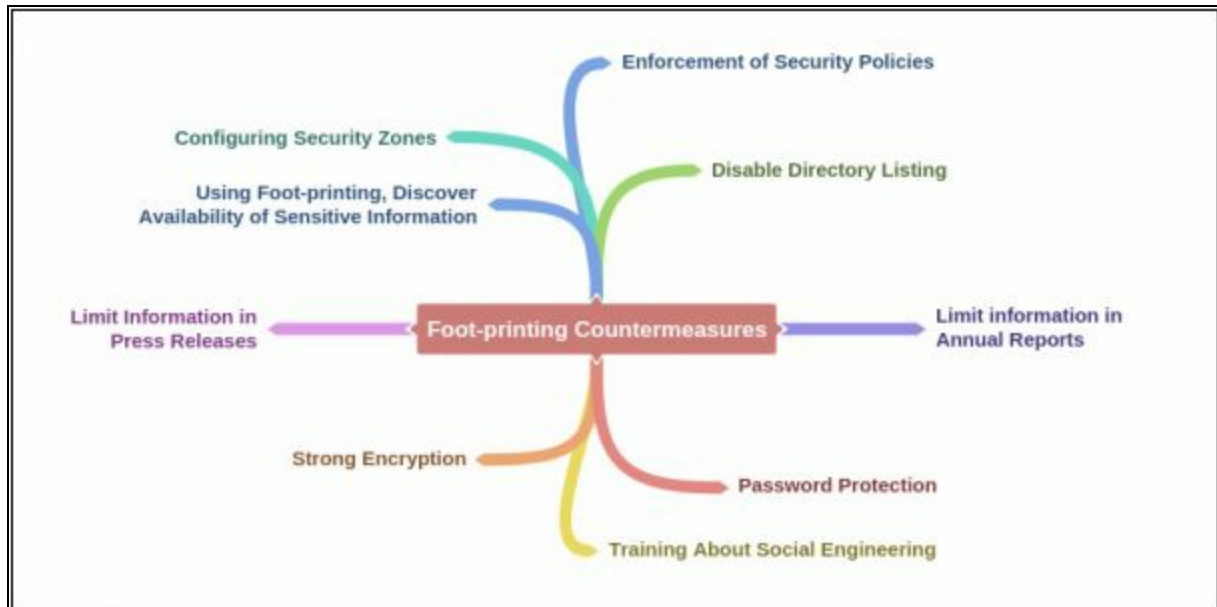 Enforcement of Security Policies
Configuring Security Zones
Disable Directory Listing
Using Foot-printing, Discover
Availability of Sensitive Information
Limit Information in
Press Releases
Foot-printing Countermeasures
Limit information in
Annual Reports
Strong Encryption
Password Protection
Training About Social Engineering